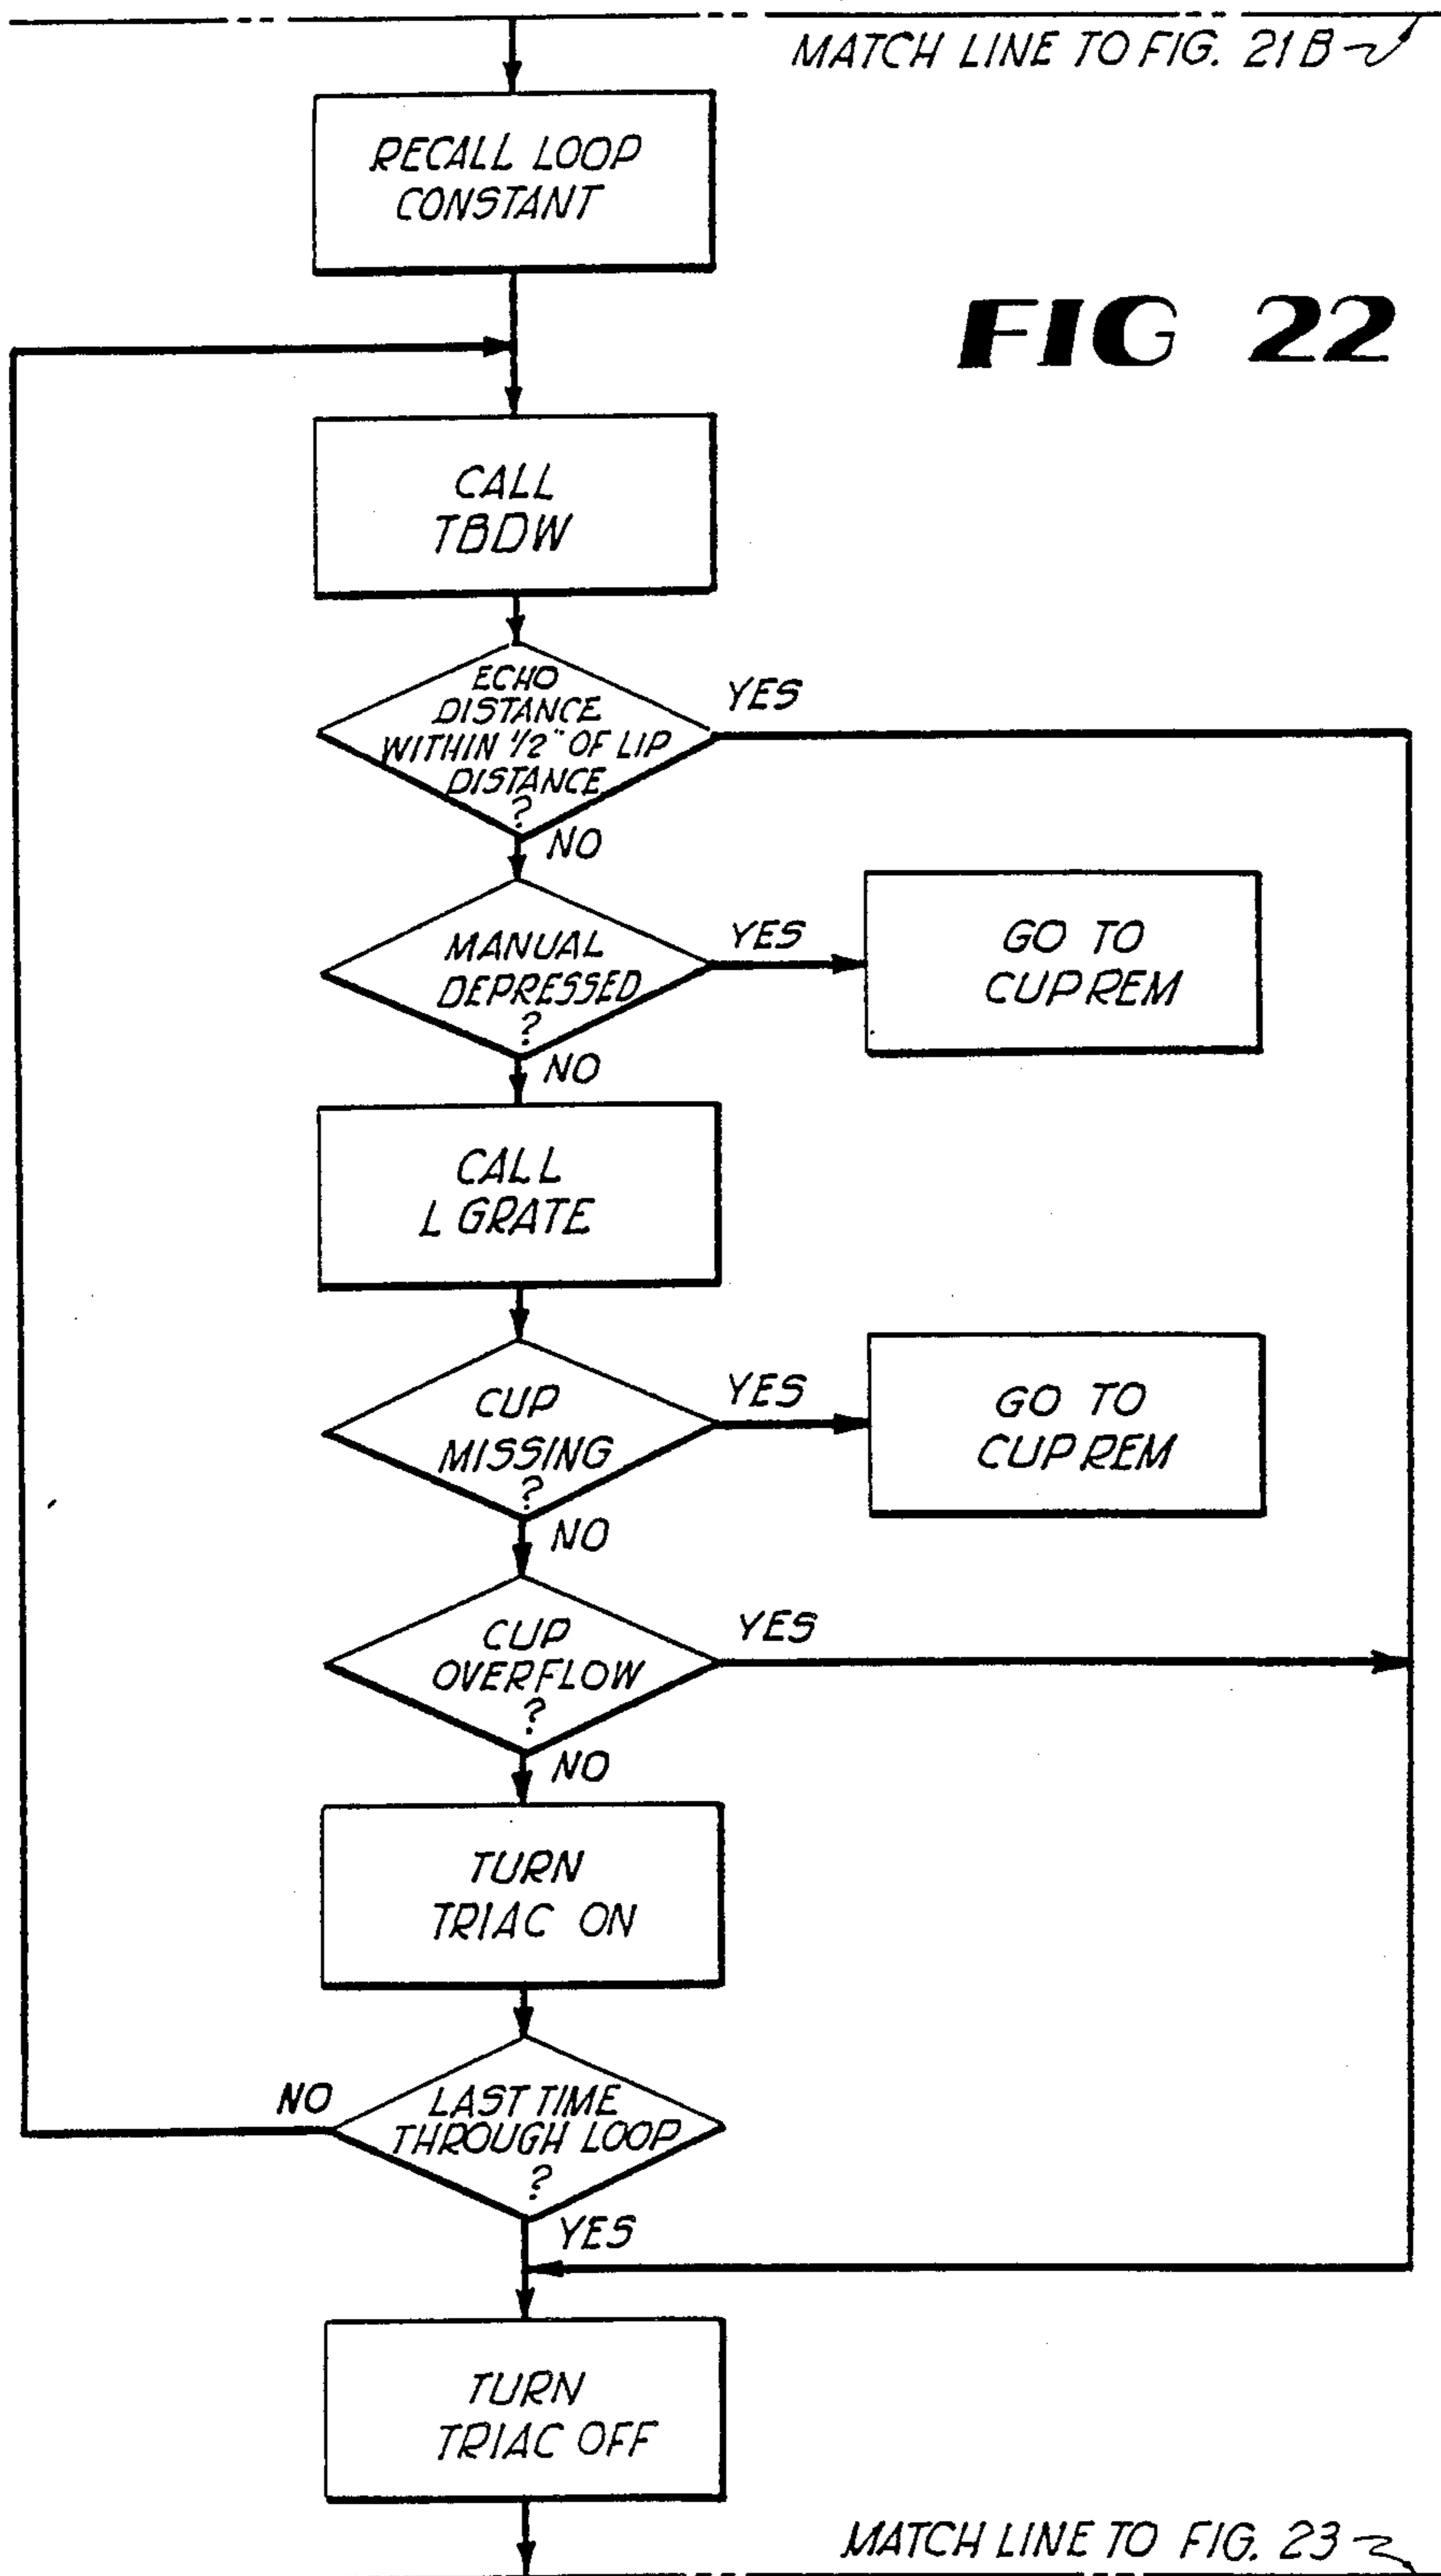 MATCH LINE TO FIG. 21B
RECALL LOOP
CONSTANT
FIG 22
CALL
TBDW
ECHO
DISTANCE
WITHIN 1/2" OF LIP
DISTANCE
?
YES
NO
MANUAL
DEPRESSED
?
YES
GO TO
CUP REM
NO
CALL
L GRATE
CUP
MISSING
?
YES
GO TO
CUP REM
NO
CUP
OVERFLOW
?
YES
NO
TURN
TRIAC ON
NO
LAST TIME
THROUGH LOOP
?
YES
TURN
TRIAC OFF
MATCH LINE TO FIG. 23